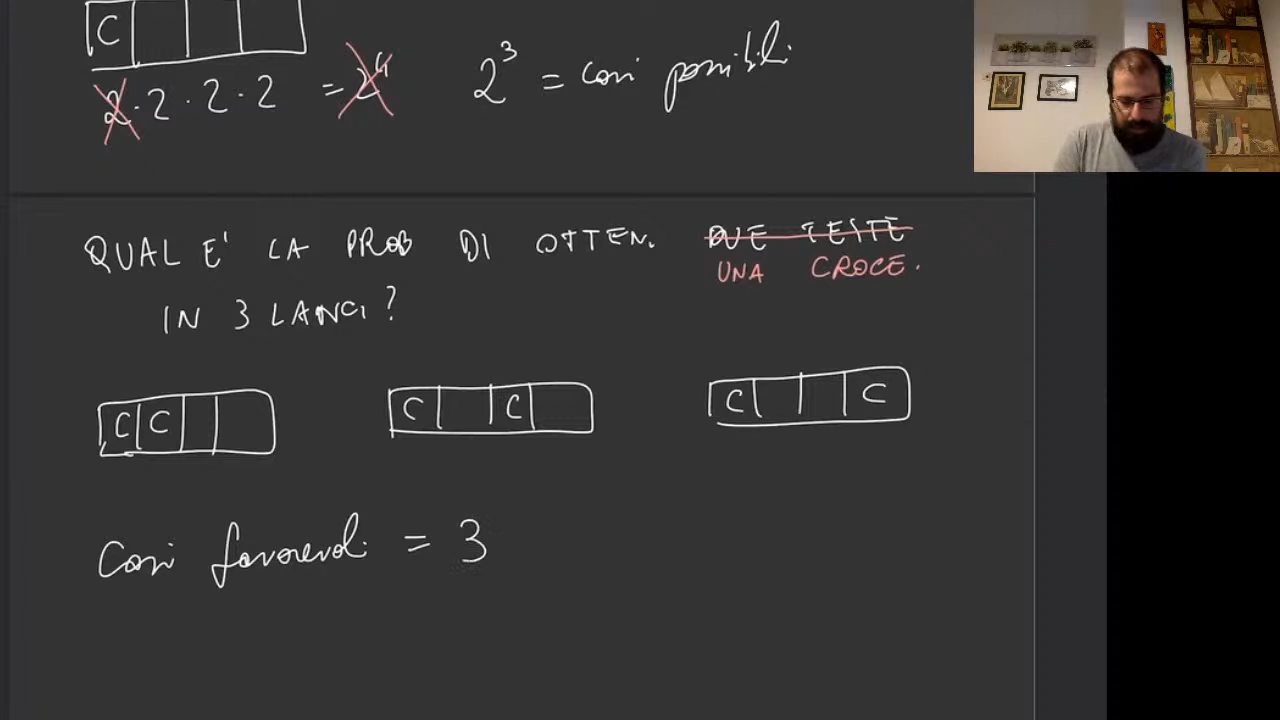 C
2 · 2 · 2 · 2 = 2⁴ 2³ = casi possibili
QUAL E' LA PROB DI OTTEN. DUE TESTE
UNA CROCE.
IN 3 LANCI?
C C C C C C
Casi favorevoli = 3